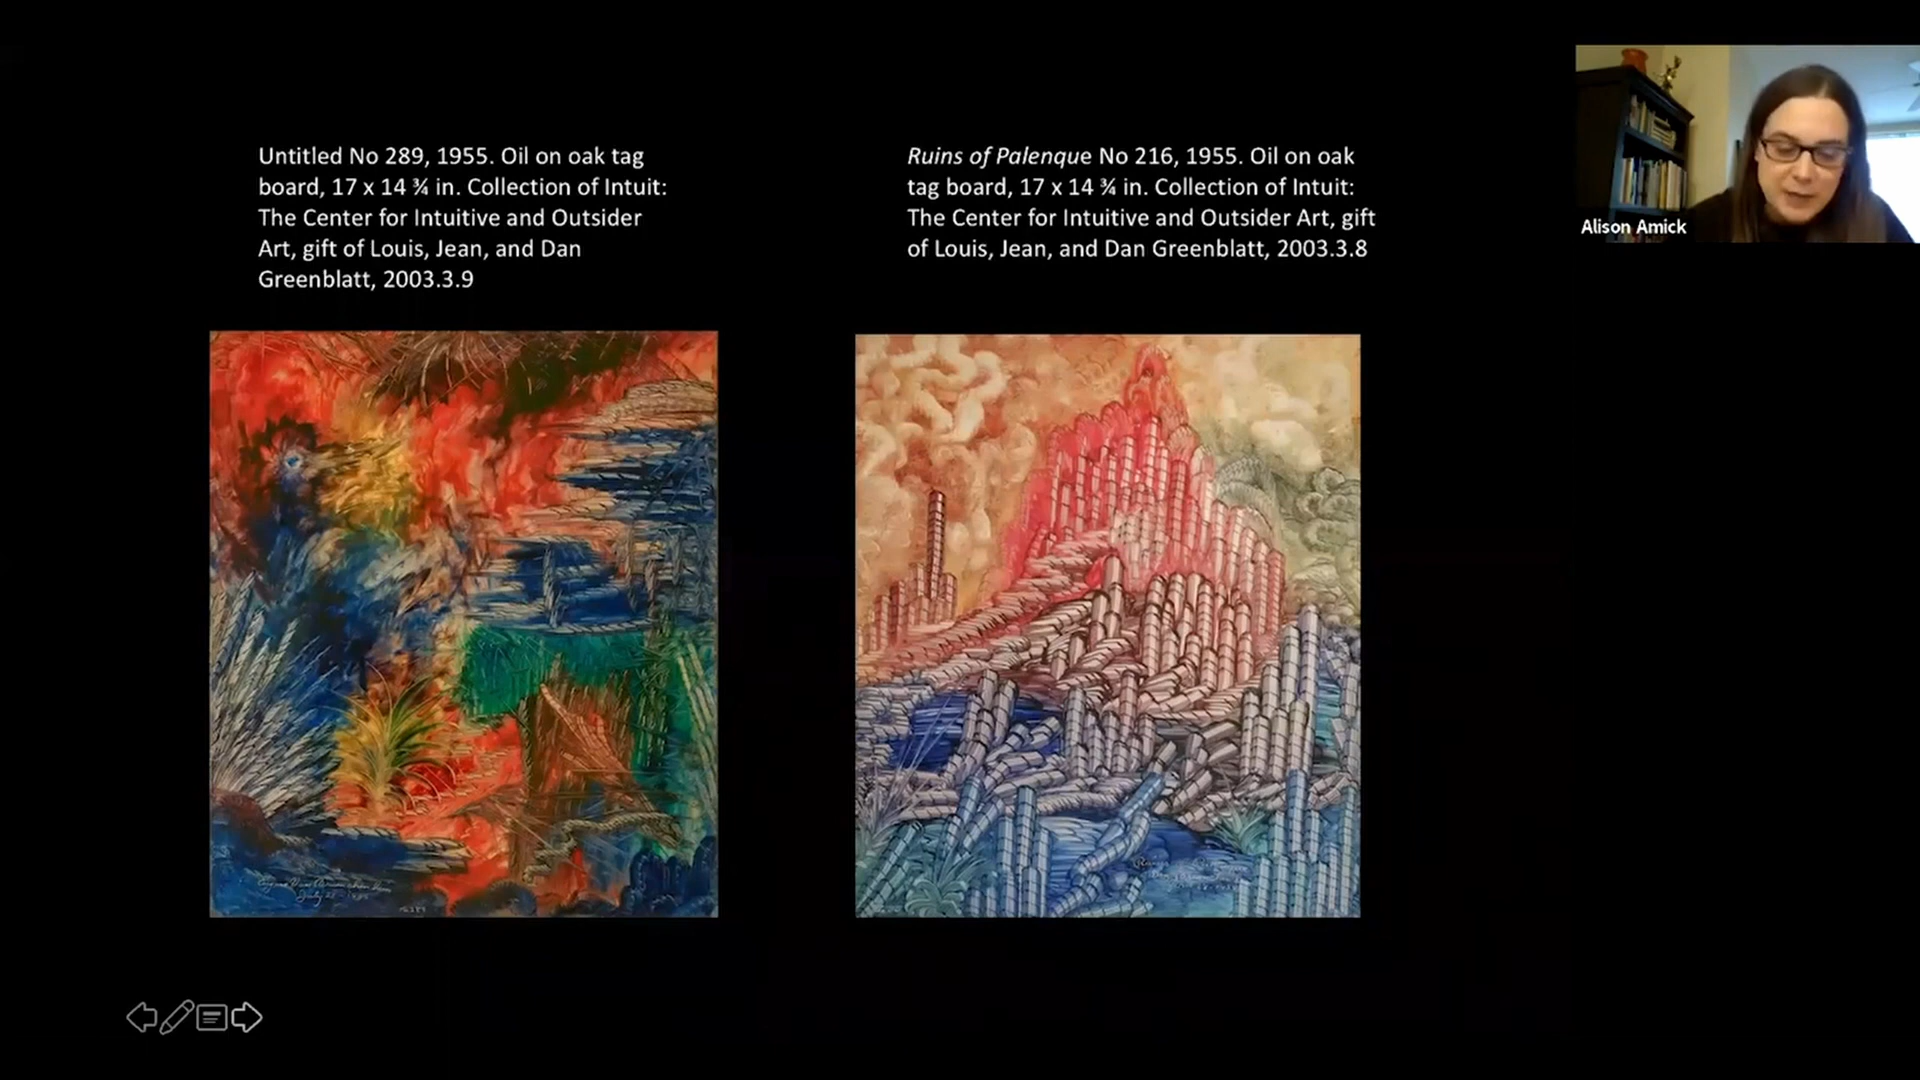 Untitled No 289, 1955. Oil on oak tag
board, 17 x 14 ¾ in. Collection of Intuit:
The Center for Intuitive and Outsider
Art, gift of Louis, Jean, and Dan
Greenblatt, 2003.3.9
Ruins of Palenque No 216, 1955. Oil on oak
tag board, 17 x 14 ¾ in. Collection of Intuit:
The Center for Intuitive and Outsider Art, gift
of Louis, Jean, and Dan Greenblatt, 2003.3.8
Alison Amick